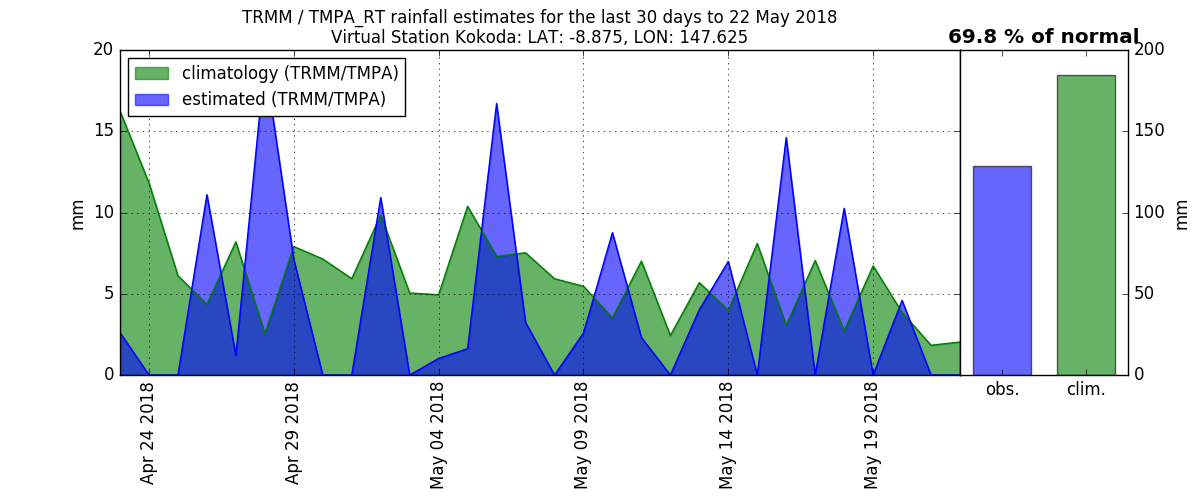 TRMM / TMPA_RT rainfall estimates for the last 30 days to 22 May 2018
Virtual Station Kokoda: LAT: -8.875, LON: 147.625
69.8 % of normal
climatology (TRMM/TMPA)
estimated (TRMM/TMPA)
20
15
10
5
0
mm
200
150
100
50
0
mm
Apr 24 2018
Apr 29 2018
May 04 2018
May 09 2018
May 14 2018
May 19 2018
obs.
clim.